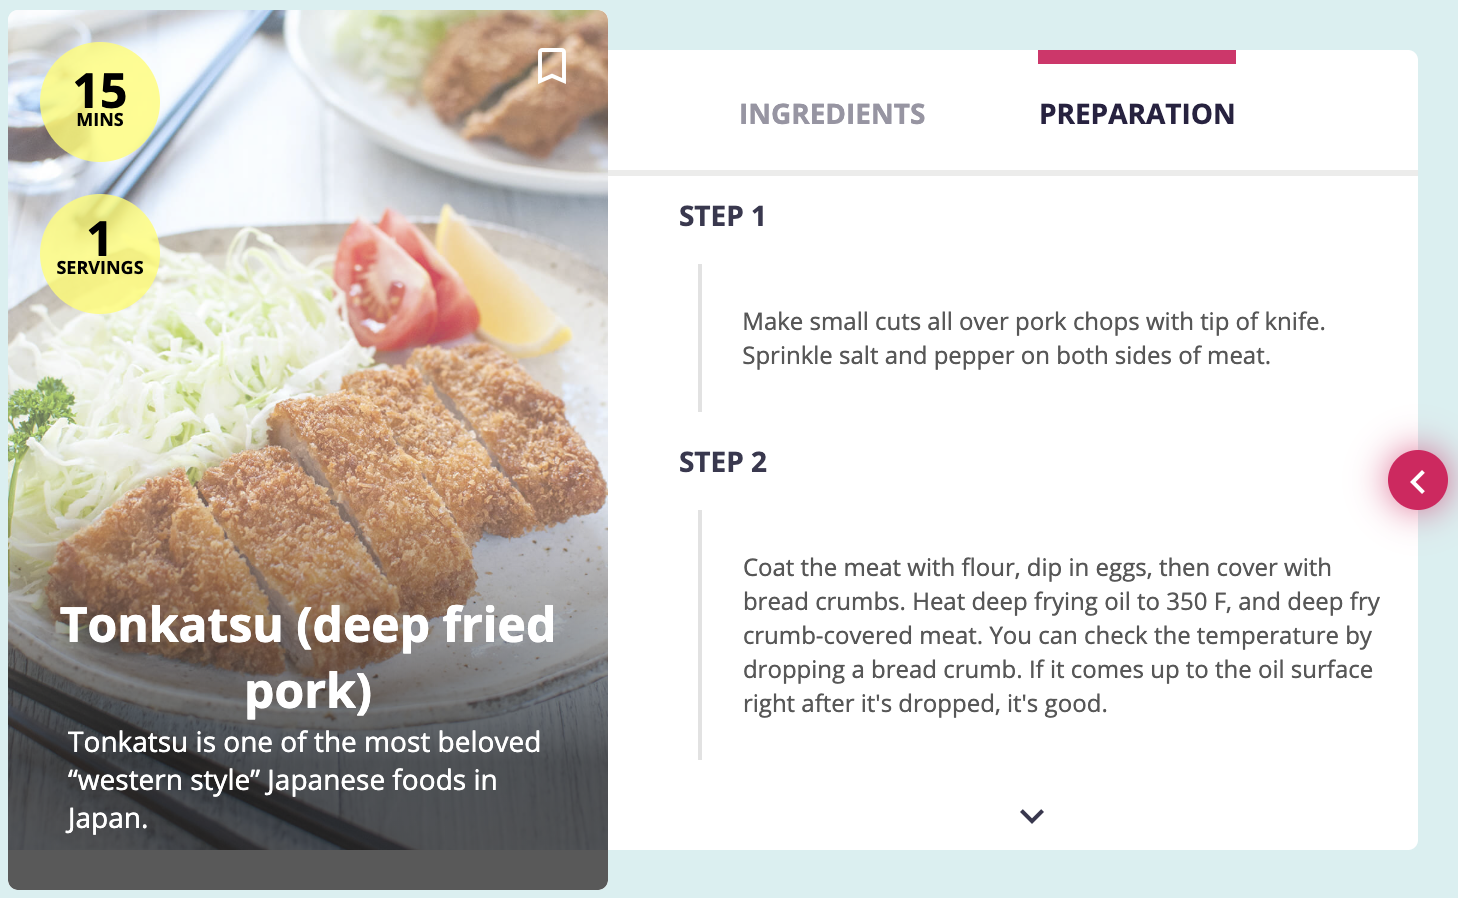 15
MINS
1
SERVINGS
Tonkatsu (deep fried
pork)
Tonkatsu is one of the most beloved
“western style” Japanese foods in
Japan.
INGREDIENTS
PREPARATION
STEP 1
Make small cuts all over pork chops with tip of knife.
Sprinkle salt and pepper on both sides of meat.
STEP 2
Coat the meat with flour, dip in eggs, then cover with
bread crumbs. Heat deep frying oil to 350 F, and deep fry
crumb-covered meat. You can check the temperature by
dropping a bread crumb. If it comes up to the oil surface
right after it's dropped, it's good.